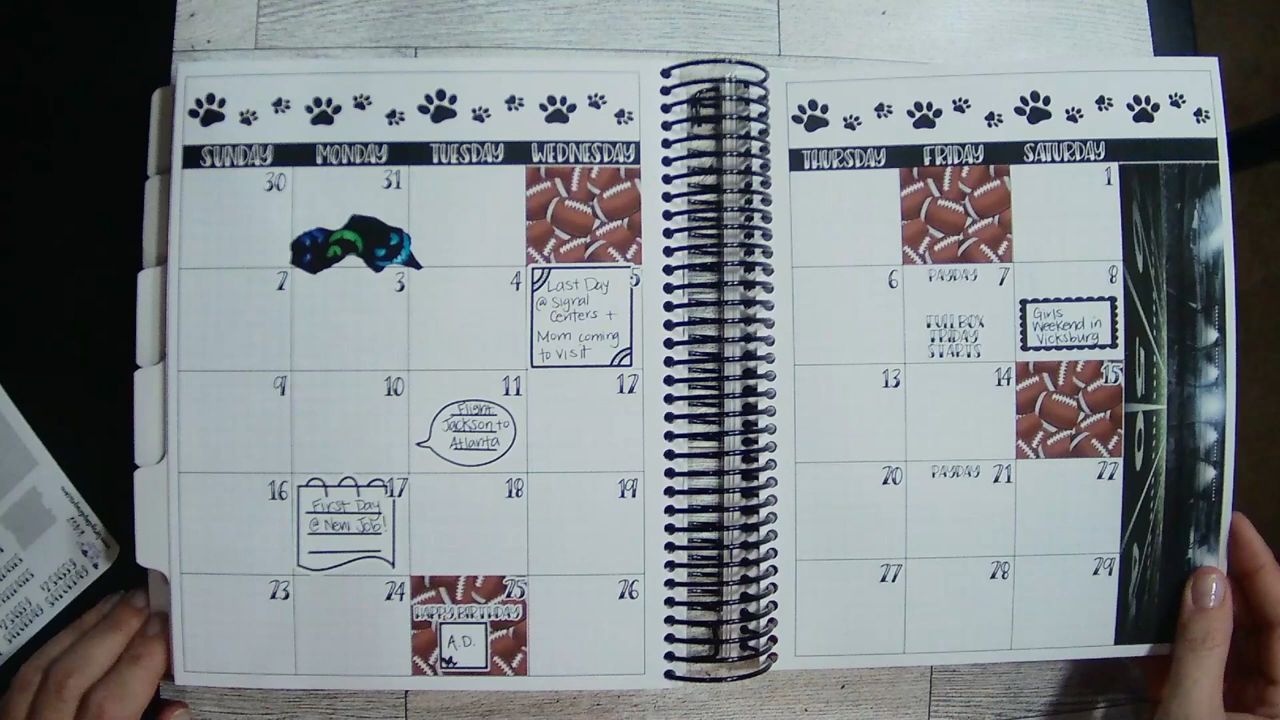 SUNDAY MONDAY TUESDAY WEDNESDAY THURSDAY FRIDAY SATURDAY
30 31 1
2 3 4 5 6 PAYDAY 7 8
Last Day
@ Signal
Centers +
Mom coming
to visit
FULL BOX
FRIDAY
STARTS
Girls
Weekend in
Vicksburg
9 10 11 12 13 14 15
Flight
Jackson to
Atlanta
16 17 18 19 20 PAYDAY 21 22
First Day
@ New Job!
23 24 25 26 27 28 29
HAPPY BIRTHDAY
A.D.